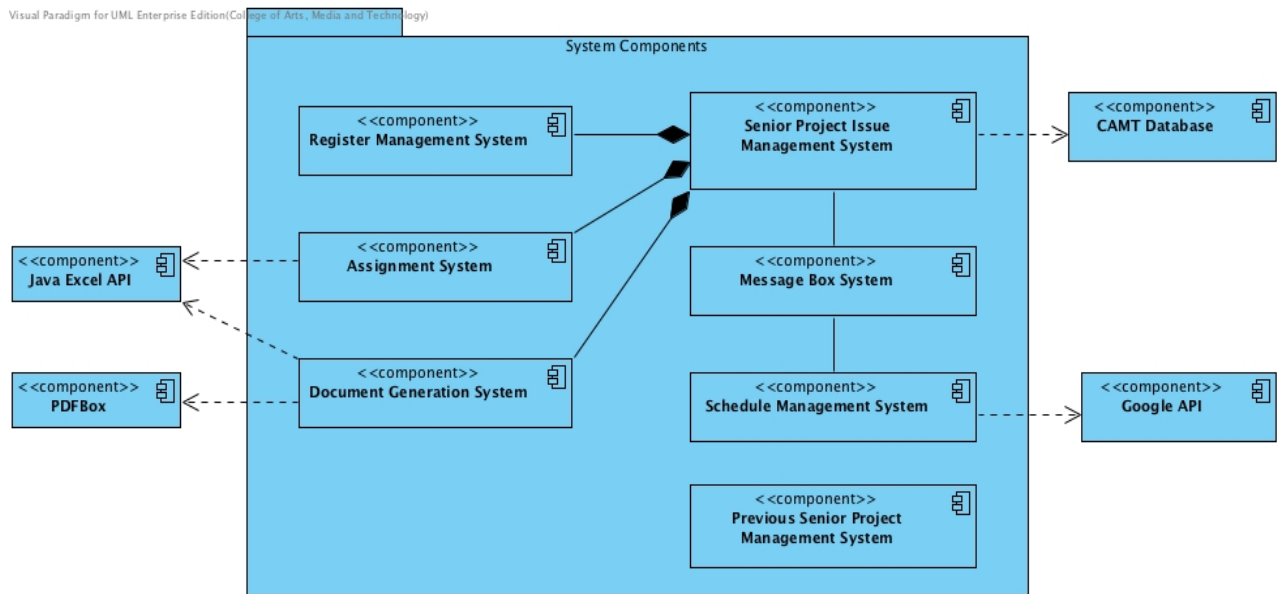 Visual Paradigm for UML Enterprise Edition(College of Arts, Media and Technology)
System Components
<<component>>
Register Management System
<<component>>
Senior Project Issue
Management System
<<component>>
CAMT Database
<<component>>
Java Excel API
<<component>>
Assignment System
<<component>>
Message Box System
<<component>>
PDFBox
<<component>>
Document Generation System
<<component>>
Schedule Management System
<<component>>
Google API
<<component>>
Previous Senior Project
Management System